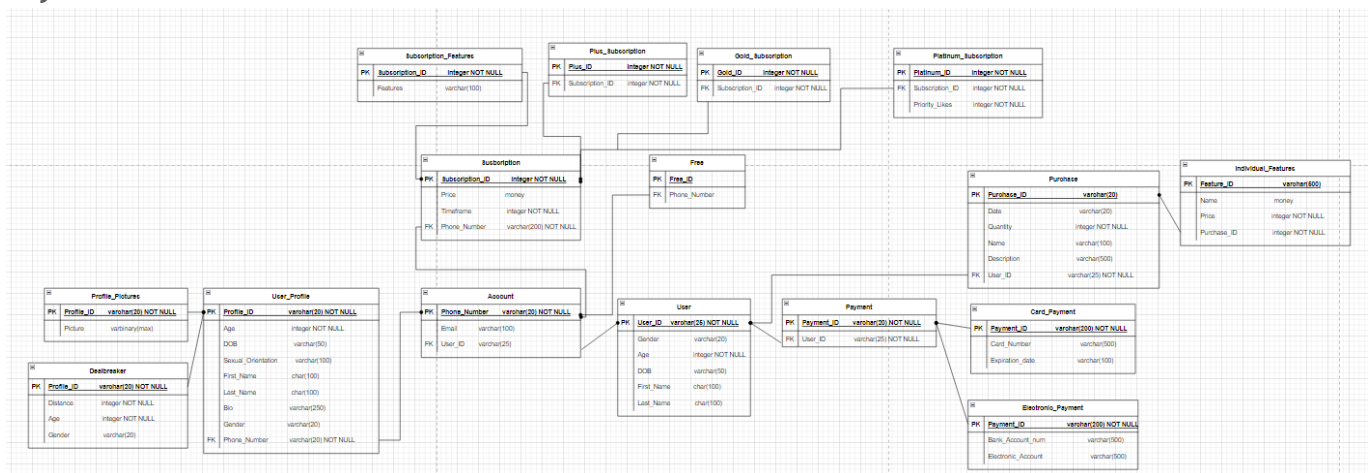 Subscription_Features
PK Subscription_ID integer NOT NULL
Features varchar(100)
Plus_Subscription
PK Plus_ID integer NOT NULL
FK Subscription_ID integer NOT NULL
Gold_Subscription
PK Gold_ID integer NOT NULL
FK Subscription_ID integer NOT NULL
Platinum_Subscription
PK Platinum_ID integer NOT NULL
FK Subscription_ID integer NOT NULL
Priority_Likes integer NOT NULL
Susbcription
PK Subscription_ID integer NOT NULL
Price money
Timeframe integer NOT NULL
FK Phone_Number varchar(200) NOT NULL
Free
PK Free_ID
FK Phone_Number
Purchase
PK Purchase_ID varchar(20)
Date varchar(20)
Quantity integer NOT NULL
Name varchar(100)
Description varchar(500)
FK User_ID varchar(25) NOT NULL
Individual_Features
PK Feature_ID varchar(500)
Name money
Price integer NOT NULL
Purchase_ID integer NOT NULL
Profile_Pictures
PK Profile_ID varchar(20) NOT NULL
Picture varbinary(max)
Dealbreaker
PK Profile_ID varchar(20) NOT NULL
Distance integer NOT NULL
Age integer NOT NULL
Gender varchar(20)
User_Profile
PK Profile_ID varchar(20) NOT NULL
Age integer NOT NULL
DOB varchar(50)
Sexual_Orientation varchar(100)
First_Name char(100)
Last_Name char(100)
Bio varchar(250)
Gender varchar(20)
FK Phone_Number varchar(20) NOT NULL
Account
PK Phone_Number varchar(20) NOT NULL
Email varchar(100)
FK User_ID varchar(25)
User
PK User_ID varchar(25) NOT NULL
Gender varchar(20)
Age integer NOT NULL
DOB varchar(50)
First_Name char(100)
Last_Name char(100)
Payment
PK Payment_ID varchar(20) NOT NULL
FK User_ID varchar(25) NOT NULL
Card_Payment
PK Payment_ID varchar(200) NOT NULL
Card_Number varchar(500)
Expiration_date varchar(100)
Electronic_Payment
PK Payment_ID varchar(200) NOT NULL
Bank_Account_num varchar(500)
Electronic_Account varchar(500)